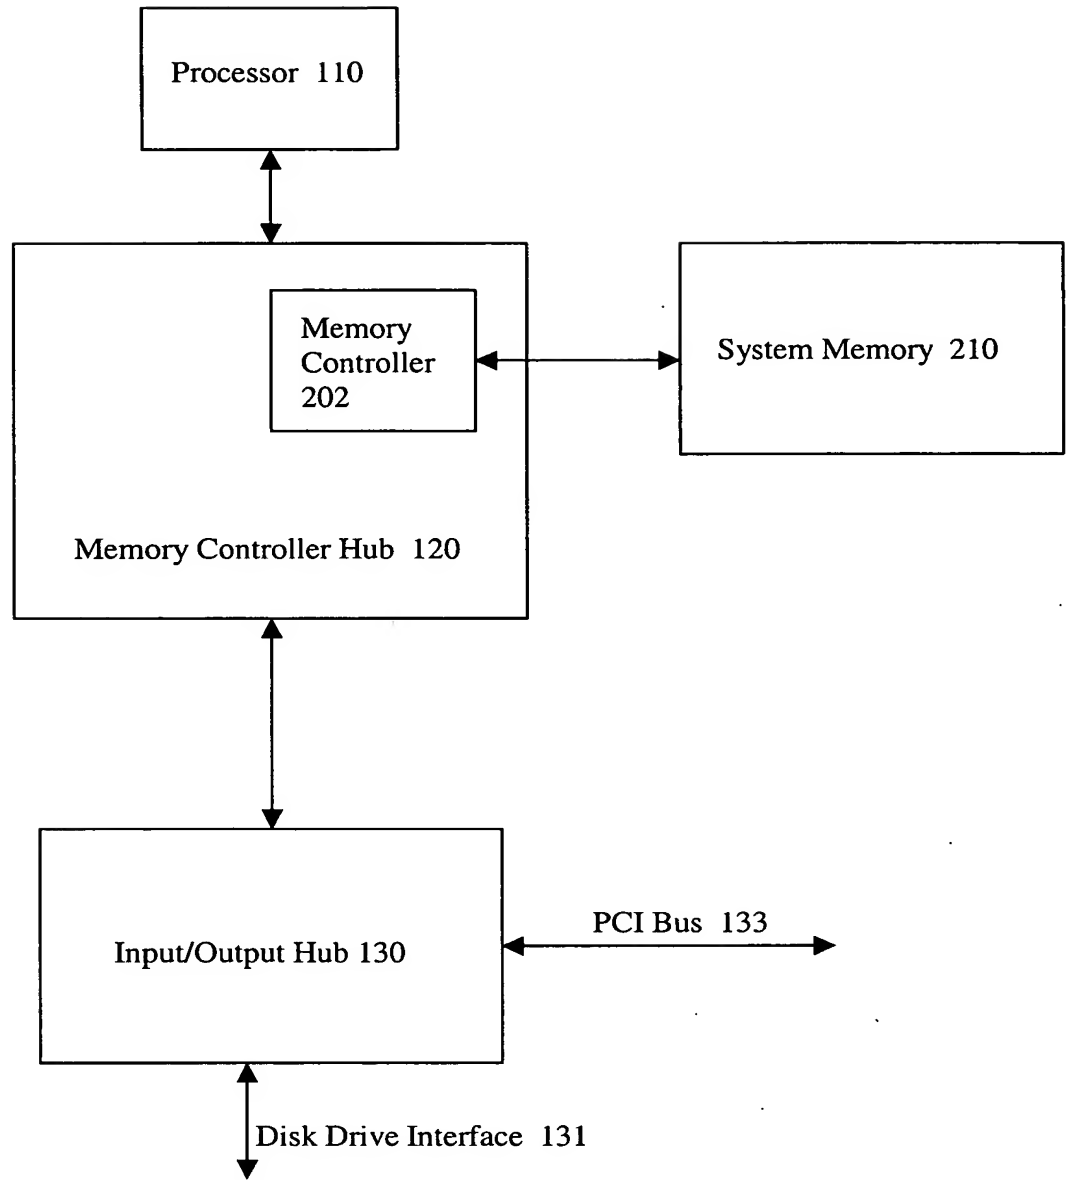 Processor 110
Memory
Controller
202
System Memory 210
Memory Controller Hub 120
PCI Bus 133
Input/Output Hub 130
Disk Drive Interface 131